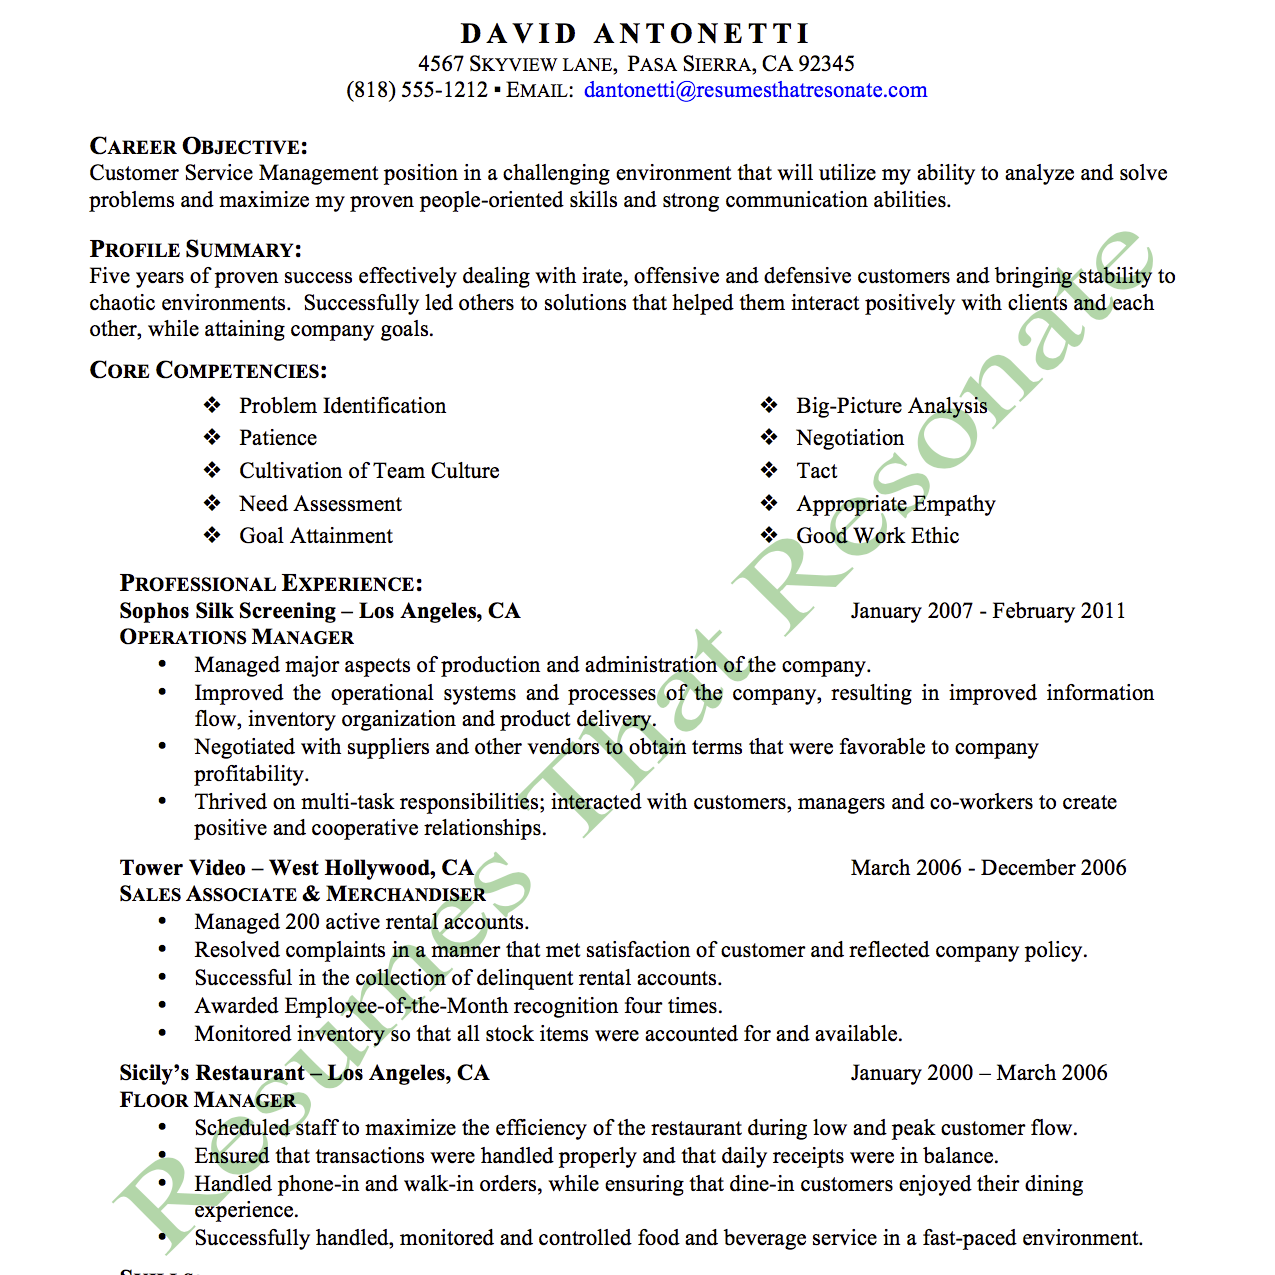 DAVID ANTONETTI
4567 SKYVIEW LANE, PASA SIERRA, CA 92345
(818) 555-1212 ▪ EMAIL: dantonetti@resumesthatresonate.com
CAREER OBJECTIVE:
Customer Service Management position in a challenging environment that will utilize my ability to analyze and solve
problems and maximize my proven people-oriented skills and strong communication abilities.
PROFILE SUMMARY:
Five years of proven success effectively dealing with irate, offensive and defensive customers and bringing stability to
chaotic environments. Successfully led others to solutions that helped them interact positively with clients and each
other, while attaining company goals.
CORE COMPETENCIES:
❖ Problem Identification
❖ Patience
❖ Cultivation of Team Culture
❖ Need Assessment
❖ Goal Attainment
❖ Big-Picture Analysis
❖ Negotiation
❖ Tact
❖ Appropriate Empathy
❖ Good Work Ethic
PROFESSIONAL EXPERIENCE:
Sophos Silk Screening – Los Angeles, CA January 2007 - February 2011
OPERATIONS MANAGER
• Managed major aspects of production and administration of the company.
• Improved the operational systems and processes of the company, resulting in improved information
flow, inventory organization and product delivery.
• Negotiated with suppliers and other vendors to obtain terms that were favorable to company
profitability.
• Thrived on multi-task responsibilities; interacted with customers, managers and co-workers to create
positive and cooperative relationships.
Tower Video – West Hollywood, CA March 2006 - December 2006
SALES ASSOCIATE & MERCHANDISER
• Managed 200 active rental accounts.
• Resolved complaints in a manner that met satisfaction of customer and reflected company policy.
• Successful in the collection of delinquent rental accounts.
• Awarded Employee-of-the-Month recognition four times.
• Monitored inventory so that all stock items were accounted for and available.
Sicily’s Restaurant – Los Angeles, CA January 2000 – March 2006
FLOOR MANAGER
• Scheduled staff to maximize the efficiency of the restaurant during low and peak customer flow.
• Ensured that transactions were handled properly and that daily receipts were in balance.
• Handled phone-in and walk-in orders, while ensuring that dine-in customers enjoyed their dining
experience.
• Successfully handled, monitored and controlled food and beverage service in a fast-paced environment.
SKILLS:
Resumes That Resonate